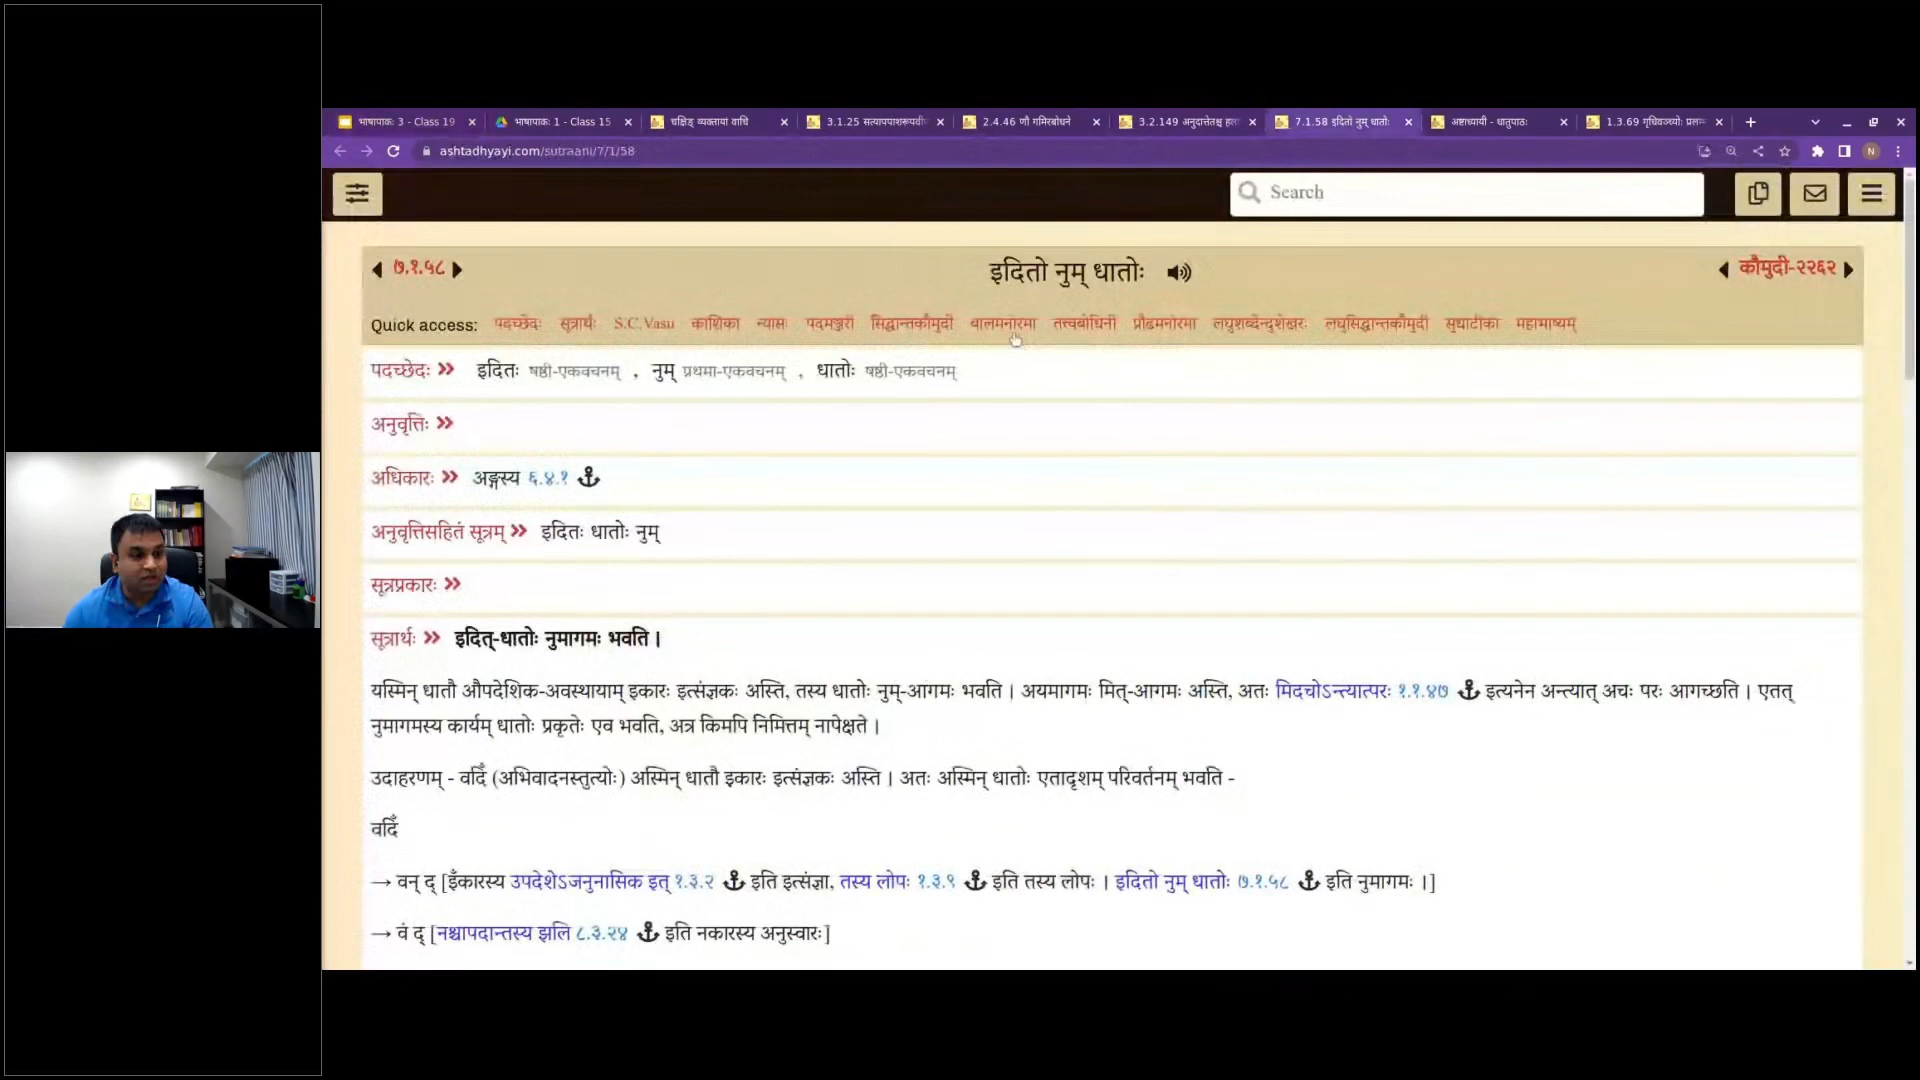 भाषापाकः 3 - Class 19
भाषापाकः 1 - Class 15
चक्षिङ् व्यक्तायां वाचि
3.1.25 सत्यापपाशरूपवी
2.4.46 णौ गमिरबोधने
3.2.149 अनुदात्तेतश्च हला
7.1.58 इदितो नुम् धातोः
अष्टाध्यायी - धातुपाठः
1.3.69 गृधिवञ्च्योः प्रलम्
ashtadhyayi.com/sutraani/7/1/58
N
Search
७.१.५८
इदितो नुम् धातोः
कौमुदी-२२६२
Quick access: पदच्छेदः सूत्रार्थः S.C.Vasu काशिका न्यासः पदमञ्जरी सिद्धान्तकौमुदी बालमनोरमा तत्त्वबोधिनी प्रौढमनोरमा लघुशब्देन्दुशेखरः लघुसिद्धान्तकौमुदी सुधाटीका महाभाष्यम्
पदच्छेदः इदितः षष्ठी-एकवचनम् , नुम् प्रथमा-एकवचनम् , धातोः षष्ठी-एकवचनम्
अनुवृत्तिः
अधिकारः अङ्गस्य ६.४.१
अनुवृत्तिसहितं सूत्रम् इदितः धातोः नुम्
सूत्रप्रकारः
सूत्रार्थः इदित्-धातोः नुमागमः भवति ।
यस्मिन् धातौ औपदेशिक-अवस्थायाम् इकारः इत्संज्ञकः अस्ति, तस्य धातोः नुम्-आगमः भवति । अयमागमः मित्-आगमः अस्ति, अतः मिदचोऽन्त्यात्परः १.१.४७ इत्यनेन अन्त्यात् अचः परः आगच्छति । एतत्
नुमागमस्य कार्यम् धातोः प्रकृतेः एव भवति, अत्र किमपि निमित्तम् नापेक्षते ।
उदाहरणम् - वदिँ (अभिवादनस्तुत्योः) अस्मिन् धातौ इकारः इत्संज्ञकः अस्ति । अतः अस्मिन् धातोः एतादृशम् परिवर्तनम् भवति -
वदिँ
→ वन् द् [इँकारस्य उपदेशेऽजनुनासिक इत् १.३.२ इति इत्संज्ञा, तस्य लोपः १.३.९ इति तस्य लोपः । इदितो नुम् धातोः ७.१.५८ इति नुमागमः ।]
→ वं द् [नश्चापदान्तस्य झलि ८.३.२४ इति नकारस्य अनुस्वारः]